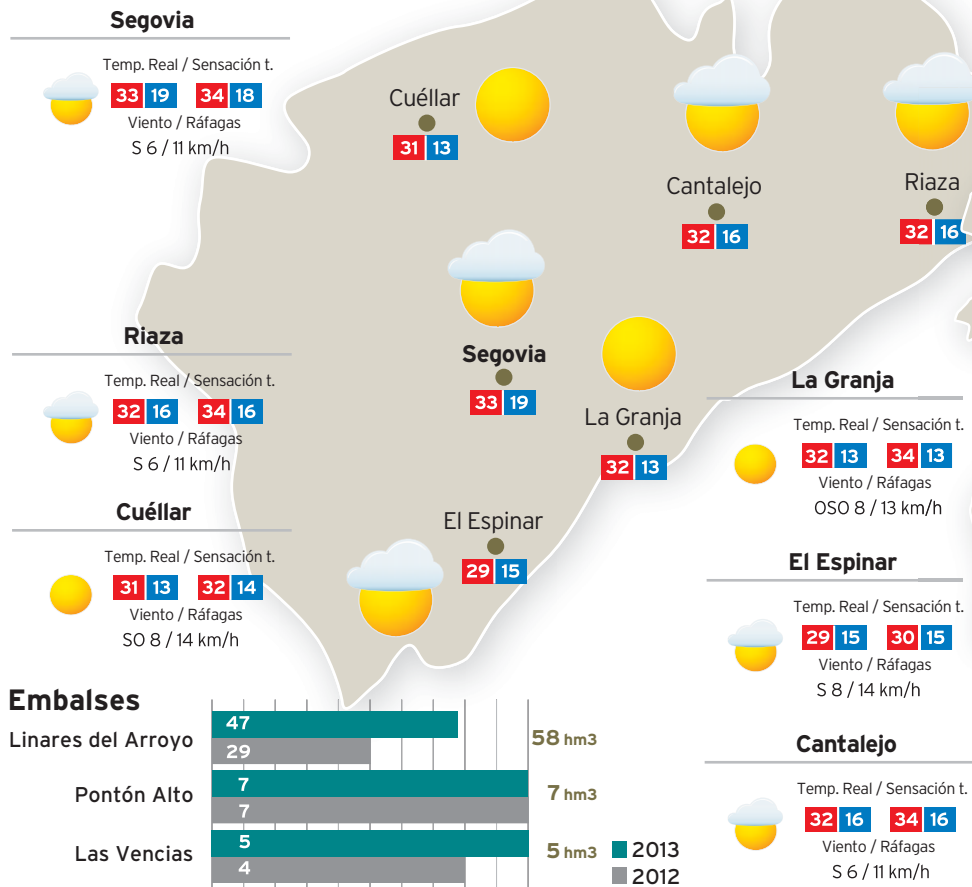 Segovia
Temp. Real / Sensación t.
33 19 34 18
Viento / Ráfagas
S 6 / 11 km/h
Cuéllar
31 13
Cantalejo
32 16
Riaza
32 16
Segovia
33 19
La Granja
32 13
El Espinar
29 15
Riaza
Temp. Real / Sensación t.
32 16 34 16
Viento / Ráfagas
S 6 / 11 km/h
Cuéllar
Temp. Real / Sensación t.
31 13 32 14
Viento / Ráfagas
SO 8 / 14 km/h
La Granja
Temp. Real / Sensación t.
32 13 34 13
Viento / Ráfagas
OSO 8 / 13 km/h
El Espinar
Temp. Real / Sensación t.
29 15 30 15
Viento / Ráfagas
S 8 / 14 km/h
Cantalejo
Temp. Real / Sensación t.
32 16 34 16
Viento / Ráfagas
S 6 / 11 km/h
Embalses
Linares del Arroyo
47
29
58 hm3
Pontón Alto
7
7
7 hm3
Las Vencias
5
4
5 hm3
2013
2012